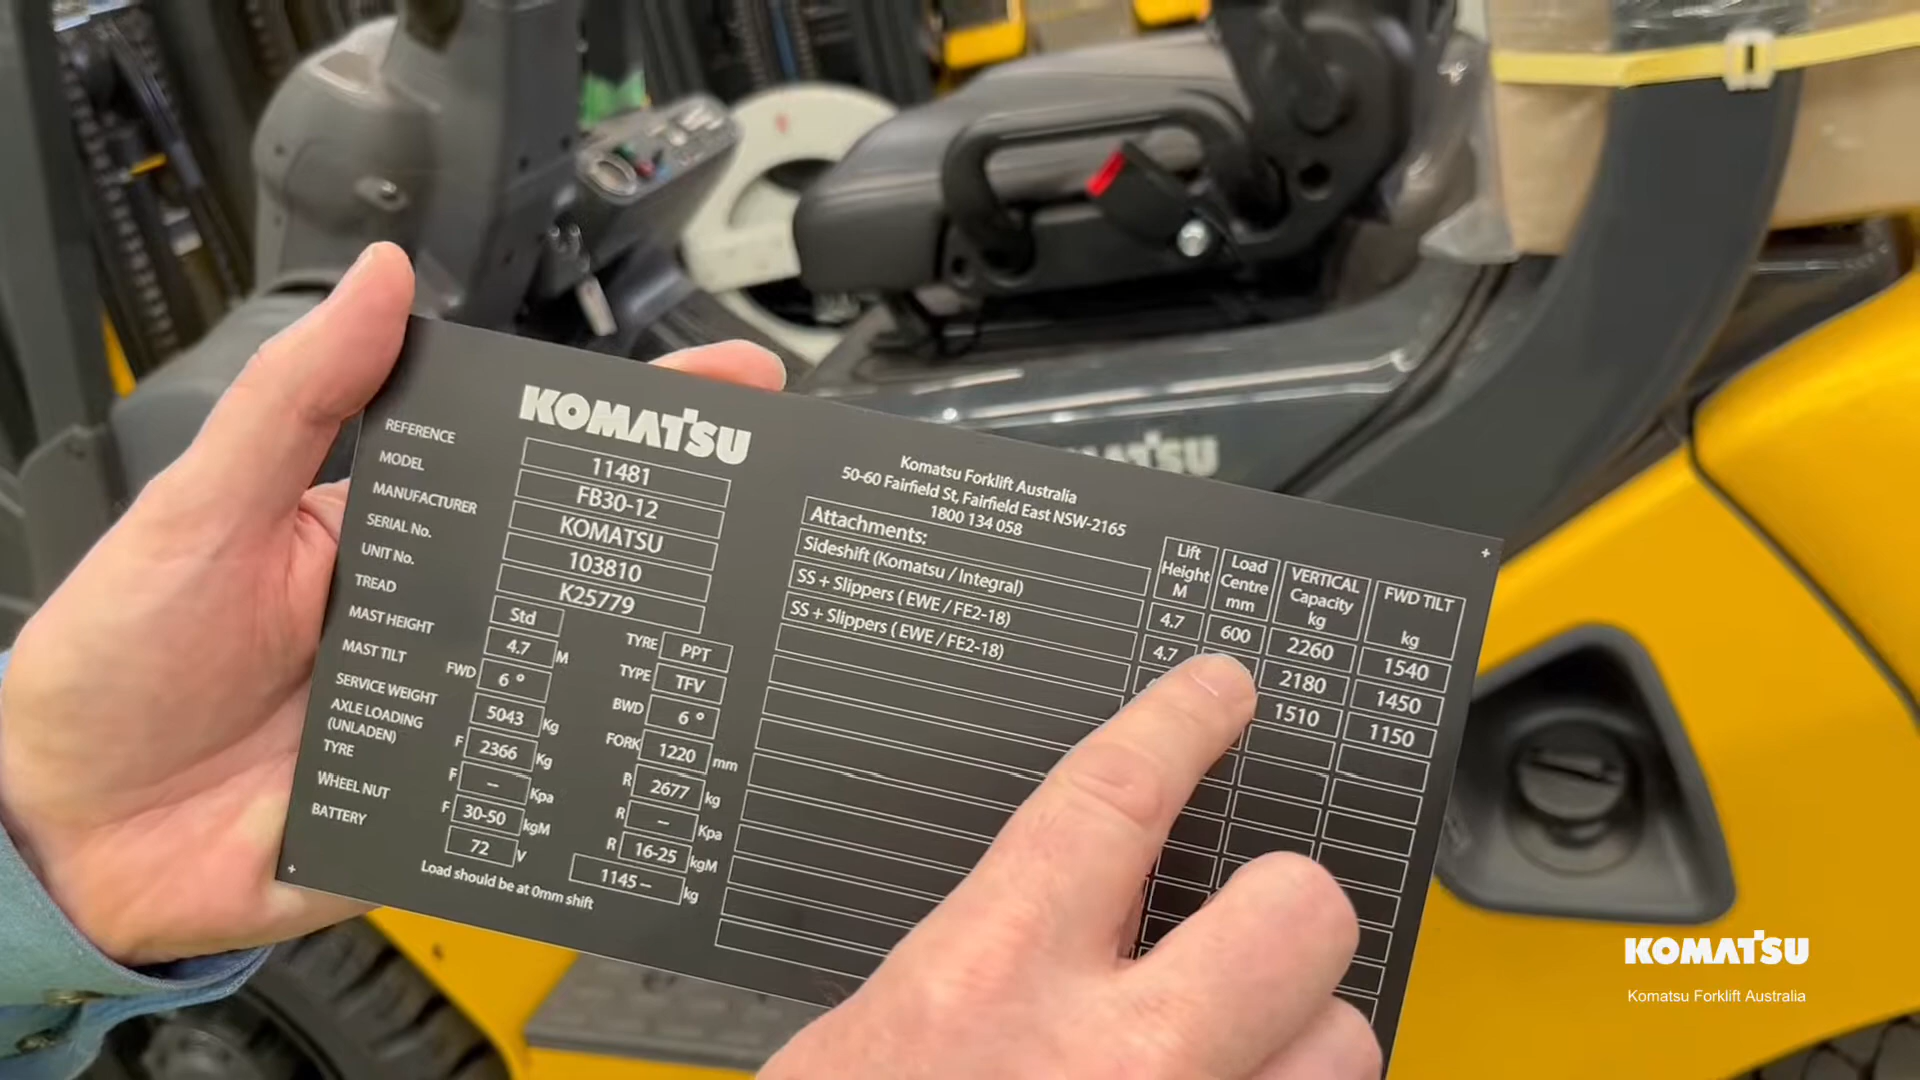 KOMATSU
REFERENCE 11481
MODEL FB30-12
MANUFACTURER KOMATSU
SERIAL No. 103810
UNIT No. K25779
TREAD Std TYRE PPT
MAST HEIGHT 4.7 M TYPE TFV
MAST TILT FWD 6° BWD 6°
SERVICE WEIGHT 5043 Kg FORK 1220 mm
AXLE LOADING (UNLADEN) F 2366 Kg R 2677 kg
TYRE F -- Kpa R -- Kpa
WHEEL NUT F 30-50 kgM R 16-25 kgM
BATTERY 72 V 1145 -- kg
Load should be at 0mm shift
Komatsu Forklift Australia
50-60 Fairfield St, Fairfield East NSW-2165
1800 134 058
Attachments: Lift Height M Load Centre mm VERTICAL Capacity kg FWD TILT kg
Sideshift (Komatsu / Integral) 4.7 600 2260 1540
SS + Slippers ( EWE / FE2-18) 4.7 2180 1450
SS + Slippers ( EWE / FE2-18) 1510 1150
KOMATSU
Komatsu Forklift Australia